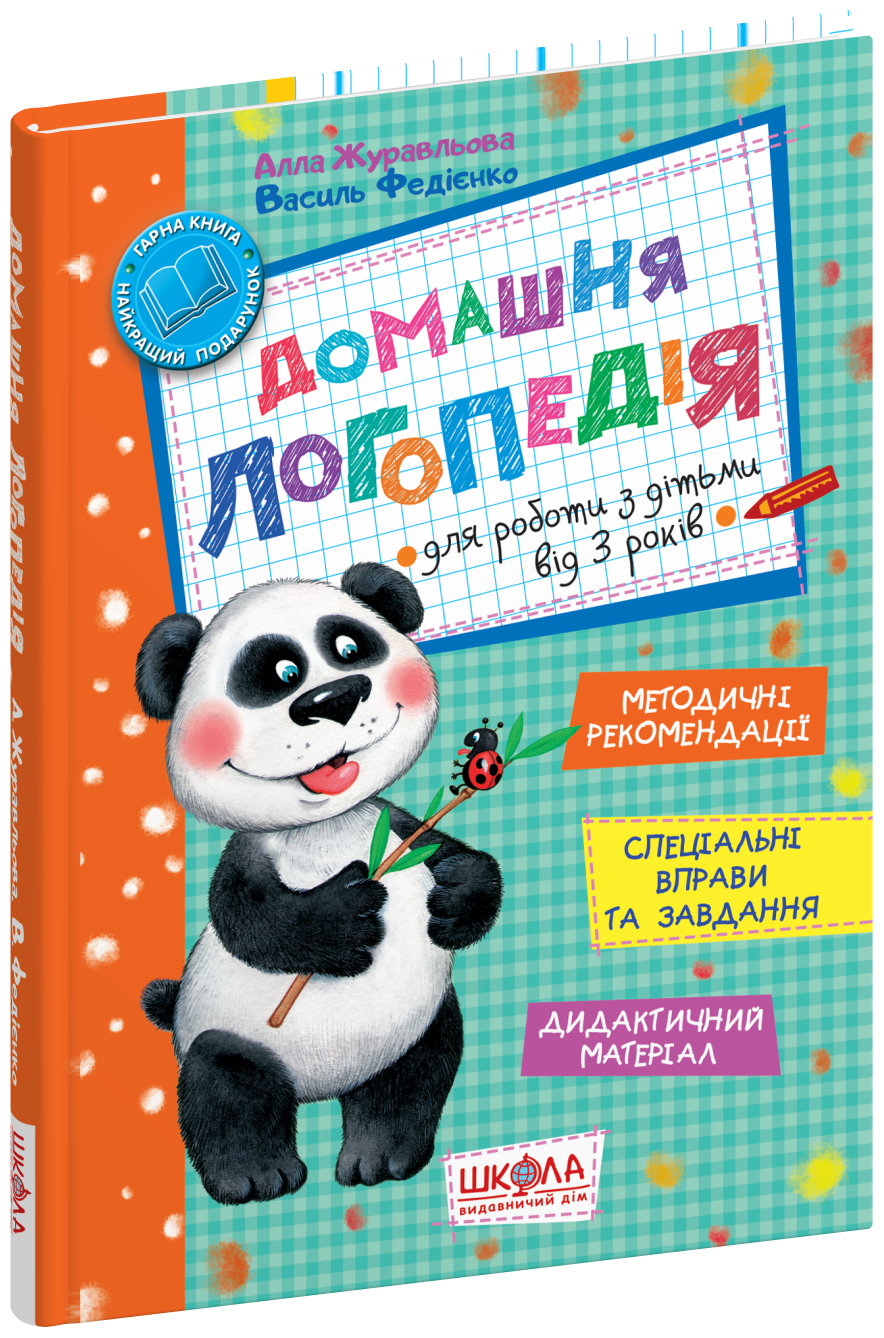 Алла Журавльова
Василь Федієнко
ГАРНА КНИГА
НАЙКРАЩИЙ ПОДАРУНОК
ДОМАШНЯ
ЛОГОПЕДІЯ
для роботи з дітьми
від 3 років
МЕТОДИЧНІ
РЕКОМЕНДАЦІЇ
СПЕЦІАЛЬНІ
ВПРАВИ
ТА ЗАВДАННЯ
ДИДАКТИЧНИЙ
МАТЕРІАЛ
ШКОЛА
ВИДАВНИЧИЙ ДІМ
ДОМАШНЯ ЛОГОПЕДІЯ А. Журавльова, В. Федієнко
ШКОЛА